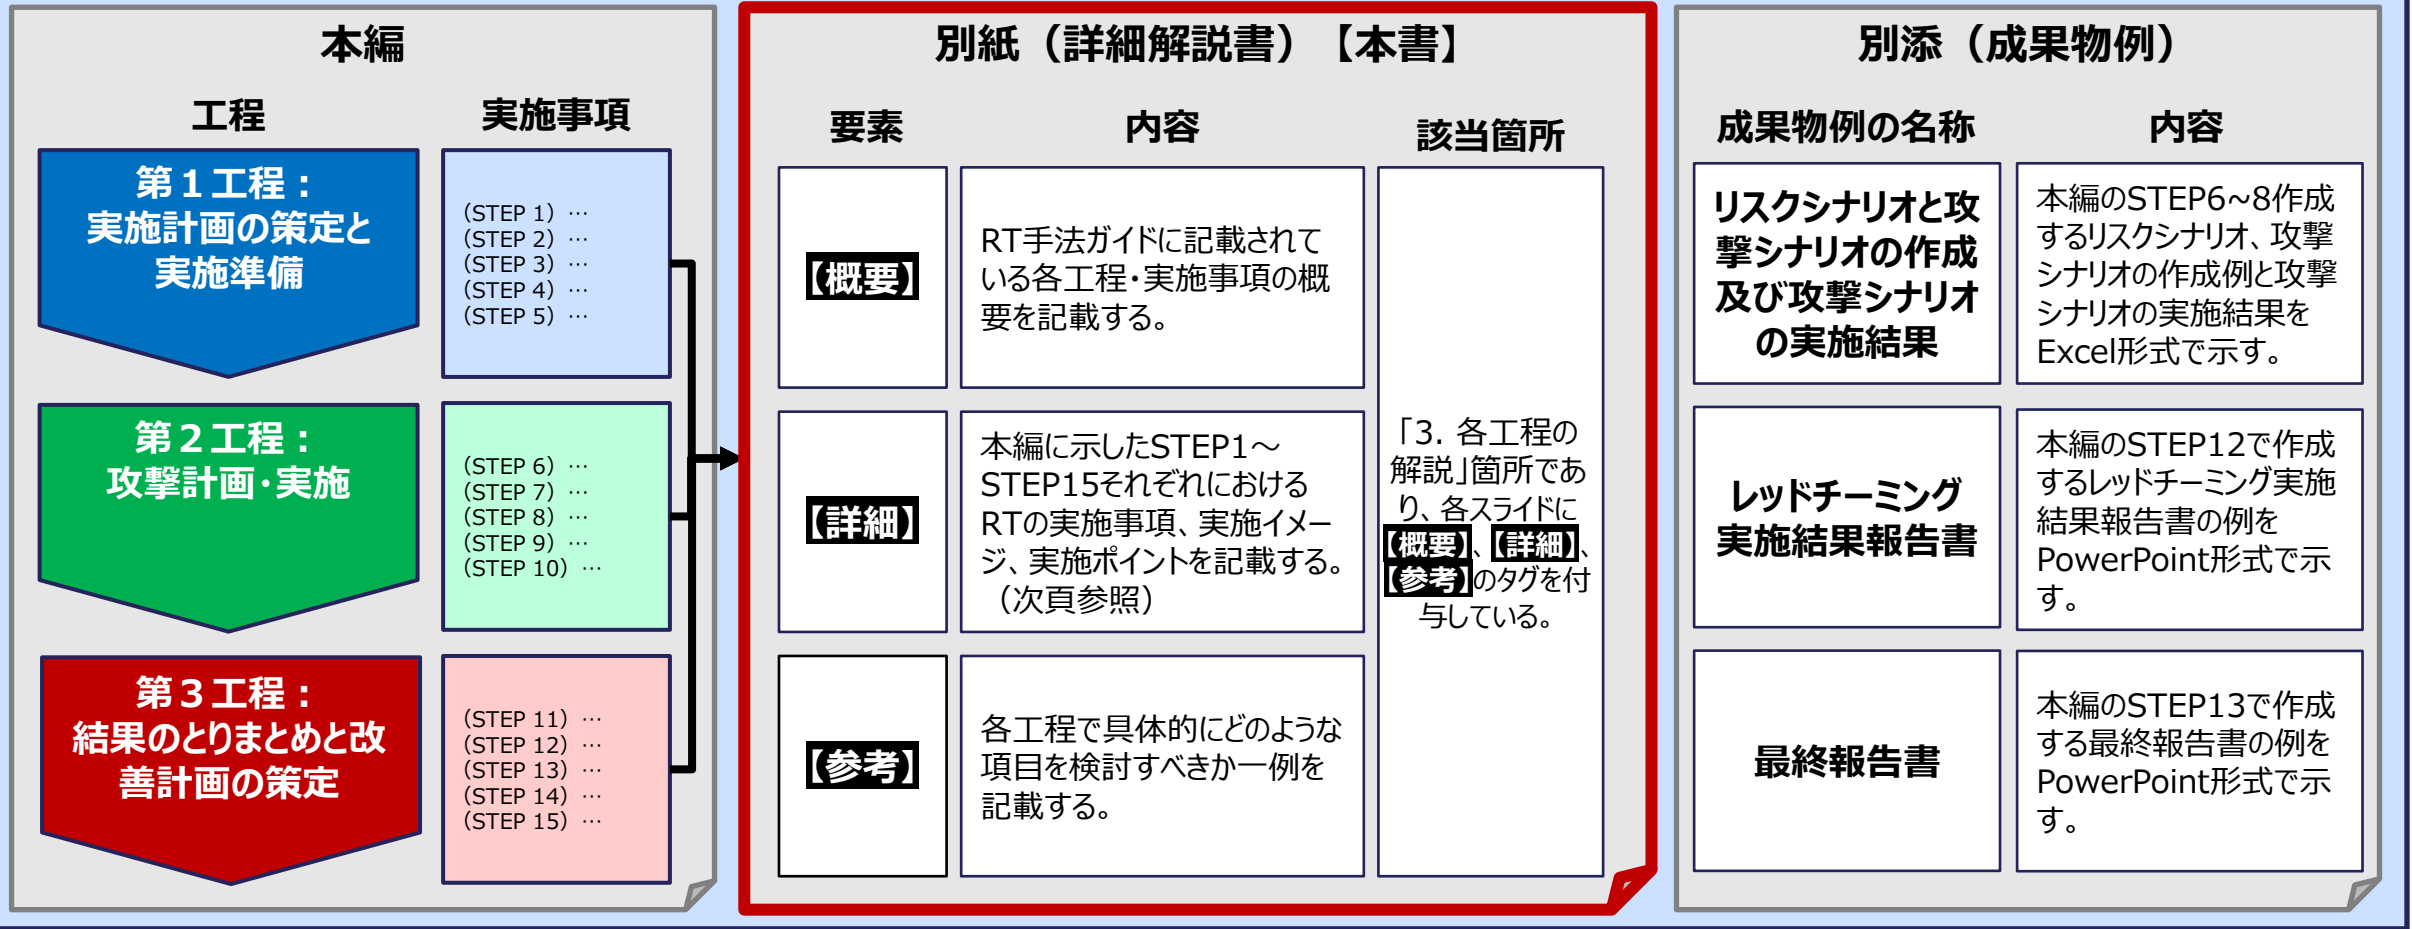 本編
工程
実施事項
第１工程：
実施計画の策定と
実施準備
（STEP 1）…
（STEP 2）…
（STEP 3）…
（STEP 4）…
（STEP 5）…
第２工程：
攻撃計画・実施
（STEP 6）…
（STEP 7）…
（STEP 8）…
（STEP 9）…
（STEP 10）…
第３工程：
結果のとりまとめと改
善計画の策定
（STEP 11）…
（STEP 12）…
（STEP 13）…
（STEP 14）…
（STEP 15）…
別紙（詳細解説書）【本書】
要素
内容
該当箇所
【概要】
RT手法ガイドに記載されて
いる各工程・実施事項の概
要を記載する。
【詳細】
本編に示したSTEP1～
STEP15それぞれにおける
RTの実施事項、実施イメー
ジ、実施ポイントを記載する。
（次頁参照）
【参考】
各工程で具体的にどのような
項目を検討すべきか一例を
記載する。
「3. 各工程の
解説」箇所であ
り、各スライドに
【概要】、【詳細】、
【参考】のタグを付
与している。
別添（成果物例）
成果物例の名称
内容
リスクシナリオと攻
撃シナリオの作成
及び攻撃シナリオ
の実施結果
本編のSTEP6~8作成
するリスクシナリオ、攻撃
シナリオの作成例と攻撃
シナリオの実施結果を
Excel形式で示す。
レッドチーミング
実施結果報告書
本編のSTEP12で作成
するレッドチーミング実施
結果報告書の例を
PowerPoint形式で示
す。
最終報告書
本編のSTEP13で作成
する最終報告書の例を
PowerPoint形式で示
す。